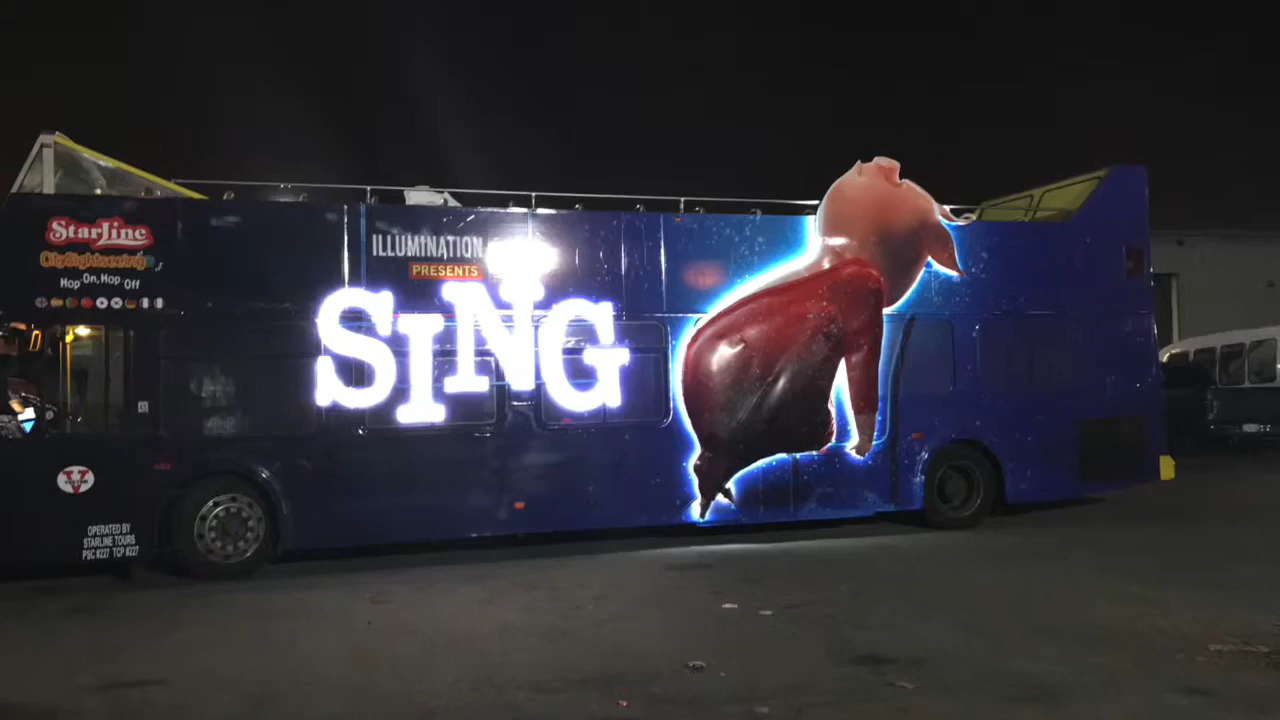 StarLine
CitySightseeing
Hop On, Hop Off
OPERATED BY
STARLINE TOURS
PSC #227 TCP #227
ILLUMINATION
PRESENTS
SING